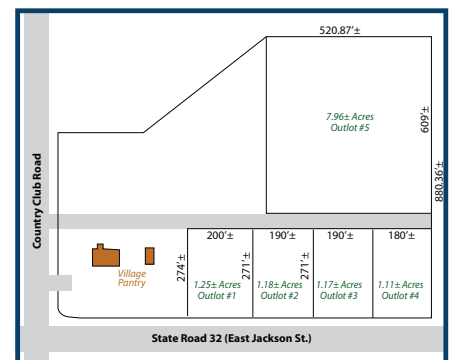 520.87'±
7.96± Acres
Outlot #5
609'±
880.36'±
Country Club Road
200'±
190'±
190'±
180'±
274'±
271'±
271'±
Village
Pantry
1.25± Acres
Outlot #1
1.18± Acres
Outlot #2
1.17± Acres
Outlot #3
1.11± Acres
Outlot #4
State Road 32 (East Jackson St.)